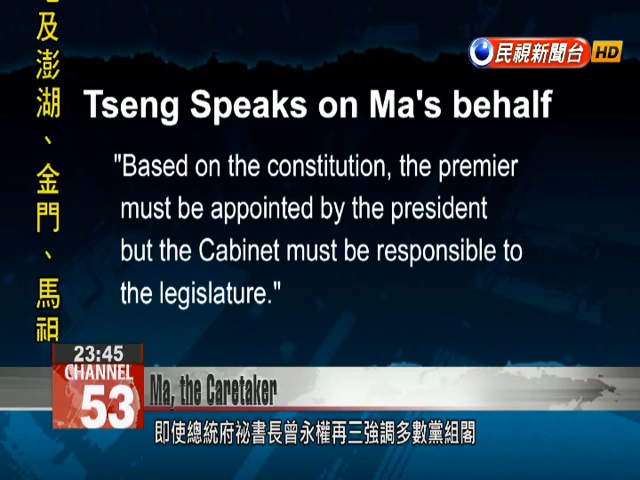 民視新聞台 HD
及澎湖、金門、馬祖
Tseng Speaks on Ma's behalf
"Based on the constitution, the premier
must be appointed by the president
but the Cabinet must be responsible to
the legislature."
23:45
CHANNEL
53
Ma, the Caretaker
即使總統府祕書長曾永權再三強調多數黨組閣